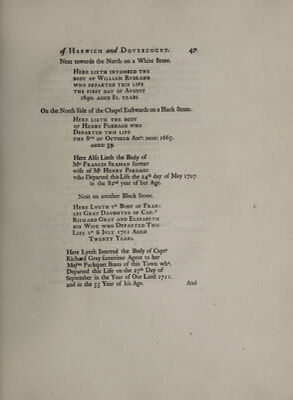 of HARWICH and DOVERCOURT. 47
Next towards the North on a White Stone.
HERE LIETH INTOMBED THE
BODY OF WILLIAM RUDLAND
WHO DEPARTED THIS LIFE
THE FIRST DAY OF AVGVST
1690. AGED 81. YEARS
On the North Side of the Chapel Eastwards on a Black Stone.
HERE LIETH THE BODY
OF HENRY PORDAGE WHO
DEPARTED THIS LIFE
THE 8TH OF OCTOBER ANO: DOM: 1665.
AGED 39.
Here Also Lieth the Body of
Mrs FRANCES SEAMAN former
wife of Mr HENRY PORDAGE
who Departed this Life the 24th day of May 1707.
in the 82nd year of her Age.
Next on another Black Stone.
HERE LYETH Ye BODY OF FRAN-
CES GRAY DAUGHTER OF CAP.N
RICHARD GRAY AND ELIZABETH
HIS WIFE WHO DEPARTED THIS
LIFE Ye 6 IVLY 1703 AGED
TWENTY YEARS.
Here Lyeth Interred the Body of Captn
Richard Gray sometime Agent to her
Majties Packquet Boats of this Town who
Departed this Life on the 27th Day of
September in the Year of Our Lord 1711.
and in the 55 Year of his Age.
And